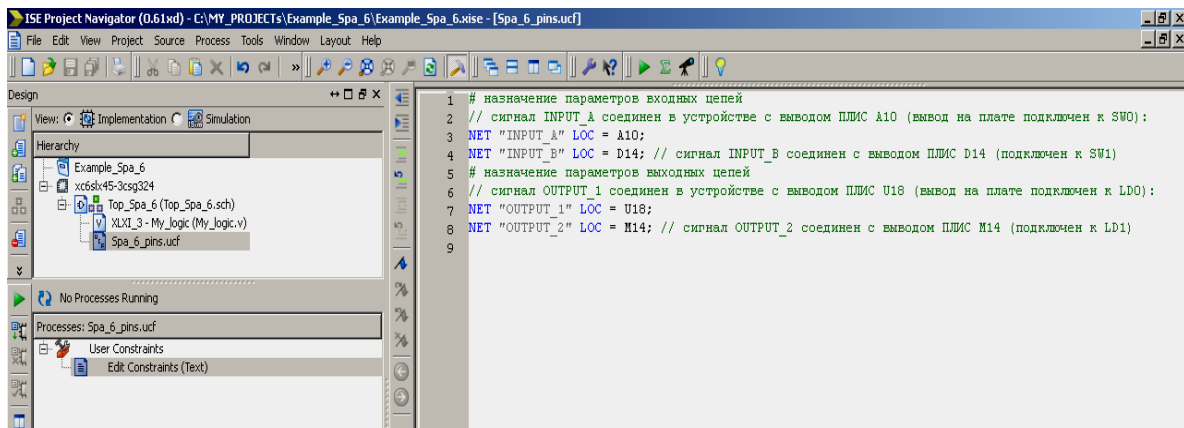 ISE Project Navigator (0.61xd) - C:\MY_PROJECTs\Example_Spa_6\Example_Spa_6.xise - [Spa_6_pins.ucf]
File Edit View Project Source Process Tools Window Layout Help
Design
View: Implementation Simulation
Hierarchy
Example_Spa_6
xc6slx45-3csg324
Top_Spa_6 (Top_Spa_6.sch)
XLXI_3 - My_logic (My_logic.v)
Spa_6_pins.ucf
No Processes Running
Processes: Spa_6_pins.ucf
User Constraints
Edit Constraints (Text)
1 # назначение параметров входных цепей
2 // сигнал INPUT_A соединен в устройстве с выводом ПЛИС A10 (вывод на плате подключен к SW0):
3 NET "INPUT_A" LOC = A10;
4 NET "INPUT_B" LOC = D14; // сигнал INPUT_B соединен с выводом ПЛИС D14 (подключен к SW1)
5 # назначение параметров выходных цепей
6 // сигнал OUTPUT_1 соединен в устройстве с выводом ПЛИС U18 (вывод на плате подключен к LD0):
7 NET "OUTPUT_1" LOC = U18;
8 NET "OUTPUT_2" LOC = M14; // сигнал OUTPUT_2 соединен с выводом ПЛИС M14 (подключен к LD1)
9